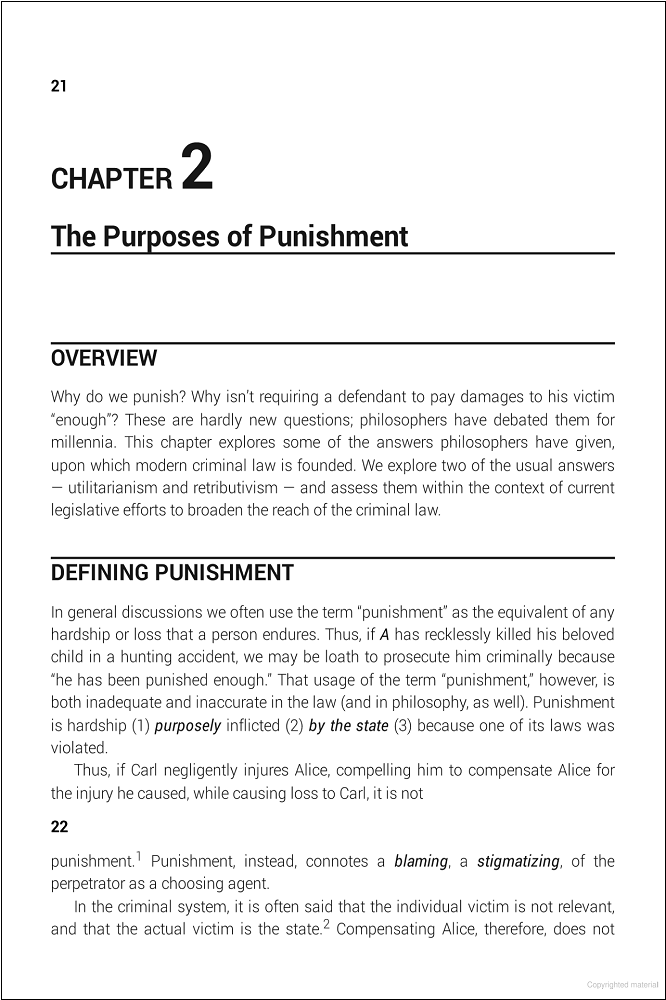 21
CHAPTER 2
The Purposes of Punishment
OVERVIEW
Why do we punish? Why isn’t requiring a defendant to pay damages to his victim
“enough”? These are hardly new questions; philosophers have debated them for
millennia. This chapter explores some of the answers philosophers have given,
upon which modern criminal law is founded. We explore two of the usual answers
— utilitarianism and retributivism — and assess them within the context of current
legislative efforts to broaden the reach of the criminal law.
DEFINING PUNISHMENT
In general discussions we often use the term “punishment” as the equivalent of any
hardship or loss that a person endures. Thus, if A has recklessly killed his beloved
child in a hunting accident, we may be loath to prosecute him criminally because
“he has been punished enough.” That usage of the term “punishment,” however, is
both inadequate and inaccurate in the law (and in philosophy, as well). Punishment
is hardship (1) purposely inflicted (2) by the state (3) because one of its laws was
violated.
Thus, if Carl negligently injures Alice, compelling him to compensate Alice for
the injury he caused, while causing loss to Carl, it is not
22
punishment.1 Punishment, instead, connotes a blaming, a stigmatizing, of the
perpetrator as a choosing agent.
In the criminal system, it is often said that the individual victim is not relevant,
and that the actual victim is the state.2 Compensating Alice, therefore, does not
Copyrighted material